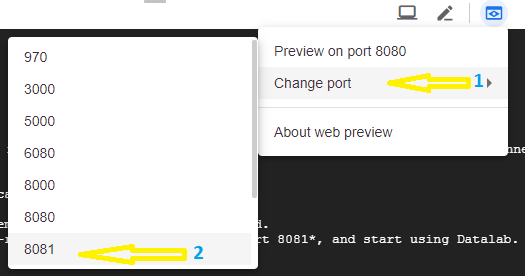 Preview on port 8080
Change port
1
About web preview
970
3000
5000
6080
8000
8080
8081
2
nne
ca
en
d.
-r
rt 8081*, and start using Datalab.